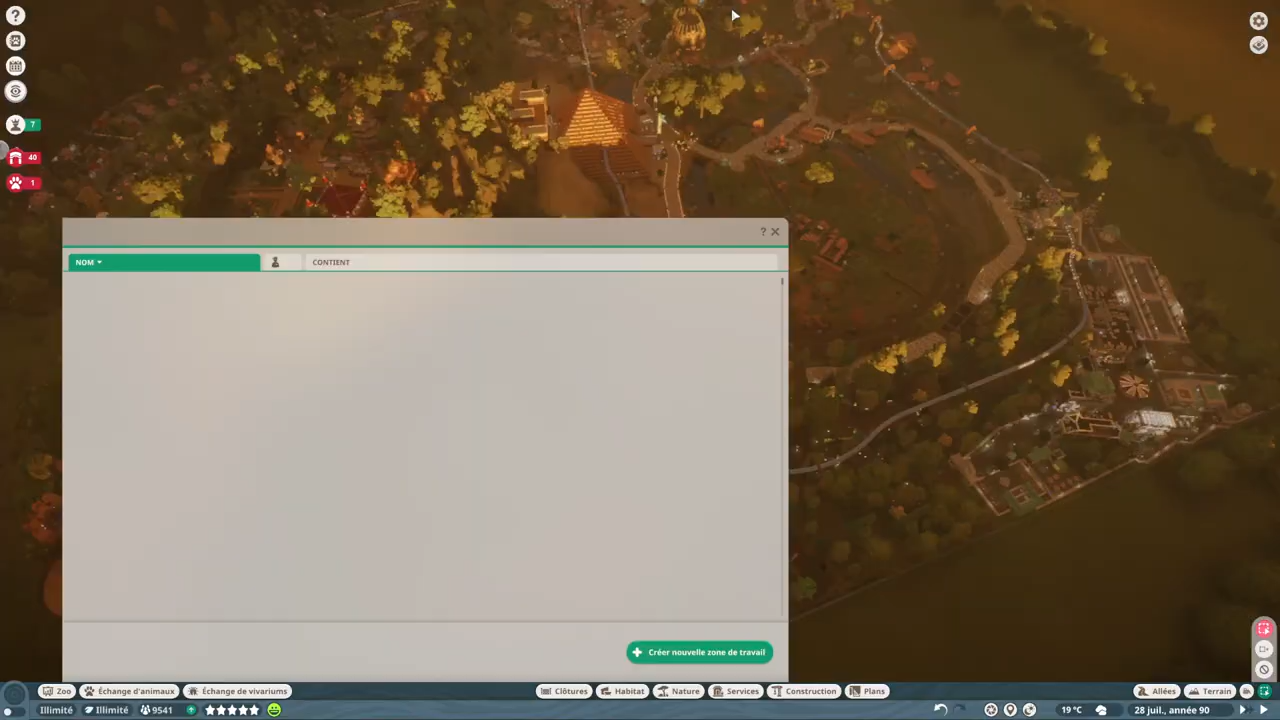 ?
7
40
1
? ×
NOM CONTIENT
Créer nouvelle zone de travail
Zoo Échange d'animaux Échange de vivariums Clôtures Habitat Nature Services Construction Plans Allées Terrain
Illimité Illimité 9541 19 °C 28 juil., année 90